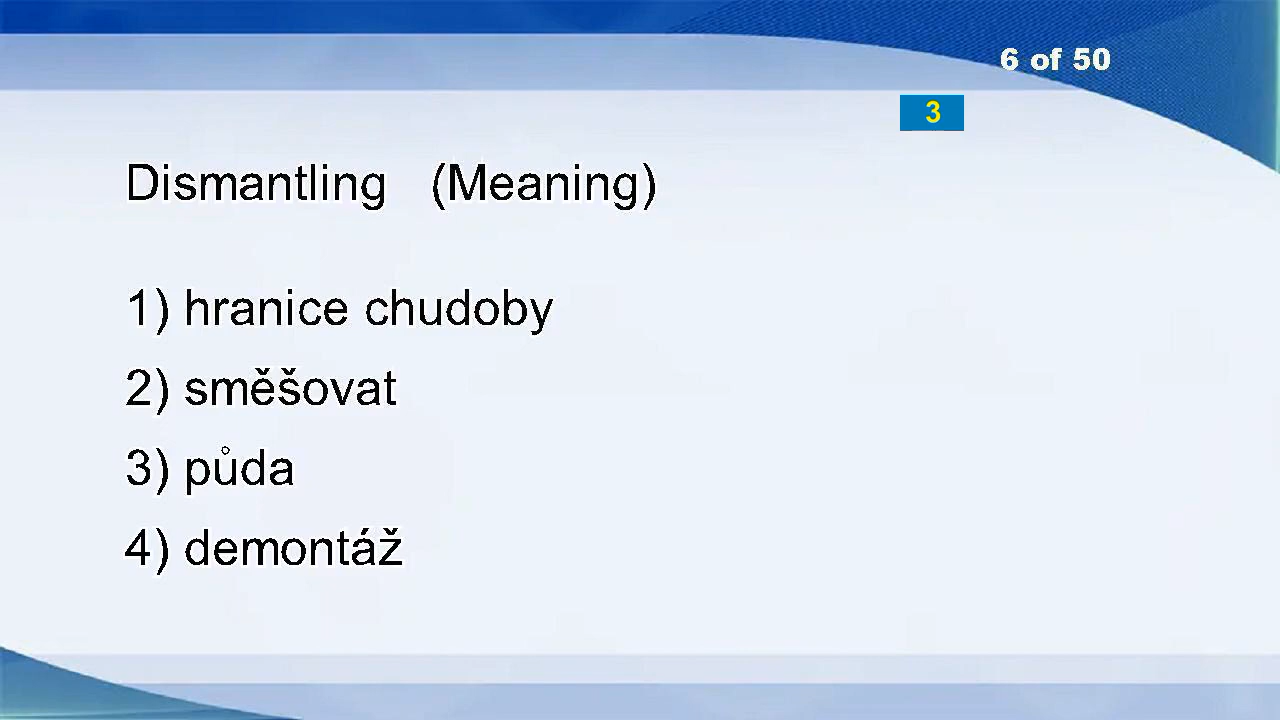 6 of 50
3
Dismantling (Meaning)
1) hranice chudoby
2) směšovat
3) půda
4) demontáž